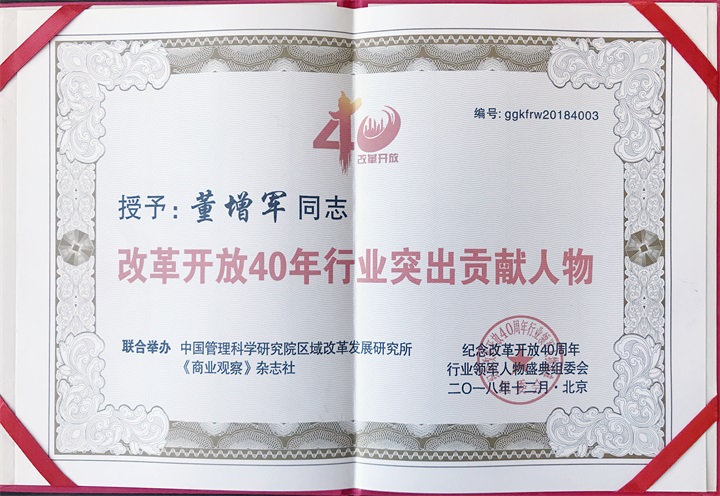 编号: ggkfrw20184003
40
改革开放
授予: 董增军 同志
改革开放40年行业突出贡献人物
联合举办 中国管理科学研究院区域改革发展研究所
《商业观察》杂志社
纪念改革开放40周年
行业领军人物盛典组委会
二〇一八年十二月·北京